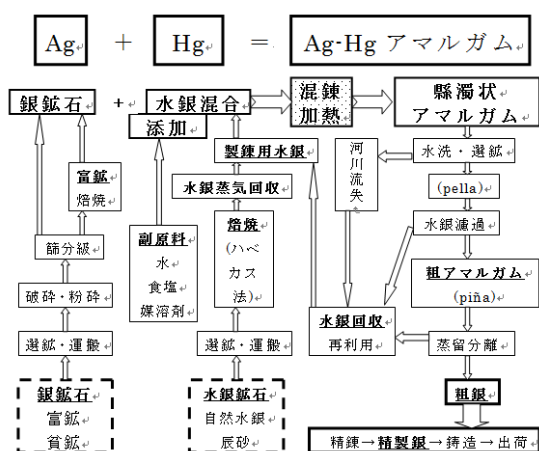 Ag + Hg = Ag-Hg アマルガム
銀鉱石 + 水銀混合
添加
混錬
加熱
縣濁状
アマルガム
富鉱
焙焼
篩分級
破砕・粉砕
選鉱・運搬
銀鉱石
富鉱
貧鉱
副原料
水
食塩
媒溶剤
製錬用水銀
水銀蒸気回収
焙焼
(ハベ
カス
法)
選鉱・運搬
水銀鉱石
自然水銀
辰砂
河
川
流
失
水銀回収
再利用
水洗・選鉱
(pella)
水銀濾過
粗アマルガム
(piña)
蒸留分離
粗銀
精錬→精製銀→鋳造→出荷